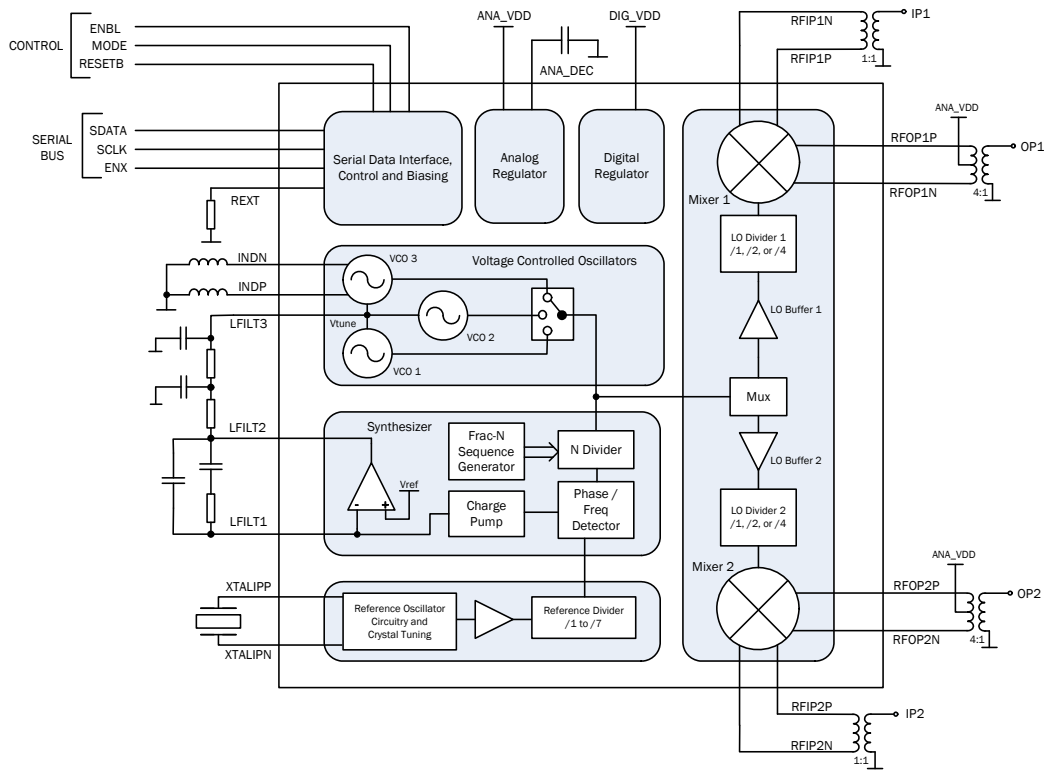 CONTROL
ENBL
MODE
RESETB
SERIAL
BUS
SDATA
SCLK
ENX
REXT
ANA_VDD
ANA_DEC
DIG_VDD
Serial Data Interface,
Control and Biasing
Analog
Regulator
Digital
Regulator
RFIP1N
RFIP1P
1:1
IP1
ANA_VDD
RFOP1P
RFOP1N
4:1
OP1
Mixer 1
LO Divider 1
/1, /2, or /4
LO Buffer 1
Mux
LO Buffer 2
LO Divider 2
/1, /2, or /4
Mixer 2
INDN
INDP
LFILT3
VCO 3
Voltage Controlled Oscillators
Vtune
VCO 2
VCO 1
LFILT2
LFILT1
Synthesizer
Frac-N
Sequence
Generator
N Divider
Vref
-
+
Charge
Pump
Phase /
Freq
Detector
XTALIPP
XTALIPN
Reference Oscillator
Circuitry and
Crystal Tuning
Reference Divider
/1 to /7
ANA_VDD
RFOP2P
RFOP2N
4:1
OP2
RFIP2P
RFIP2N
1:1
IP2